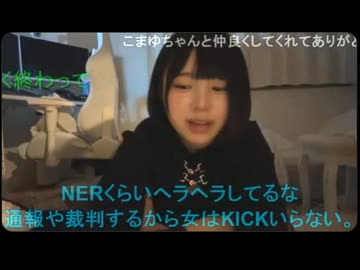 こまゆちゃんと仲良くしてくれてありがと
く終わって
NERくらいヘラヘラしてるな
通報や裁判するから女はKICKいらない。